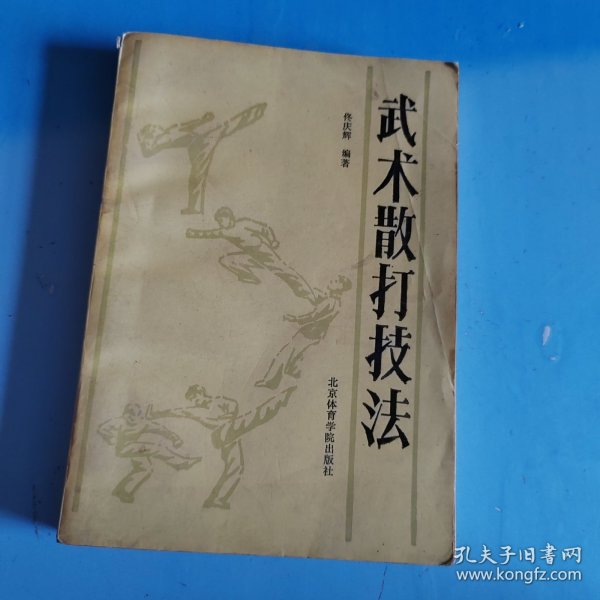 武术散打技法
佟庆辉 编著
北京体育学院出版社
孔夫子旧书网
www.kongfz.com